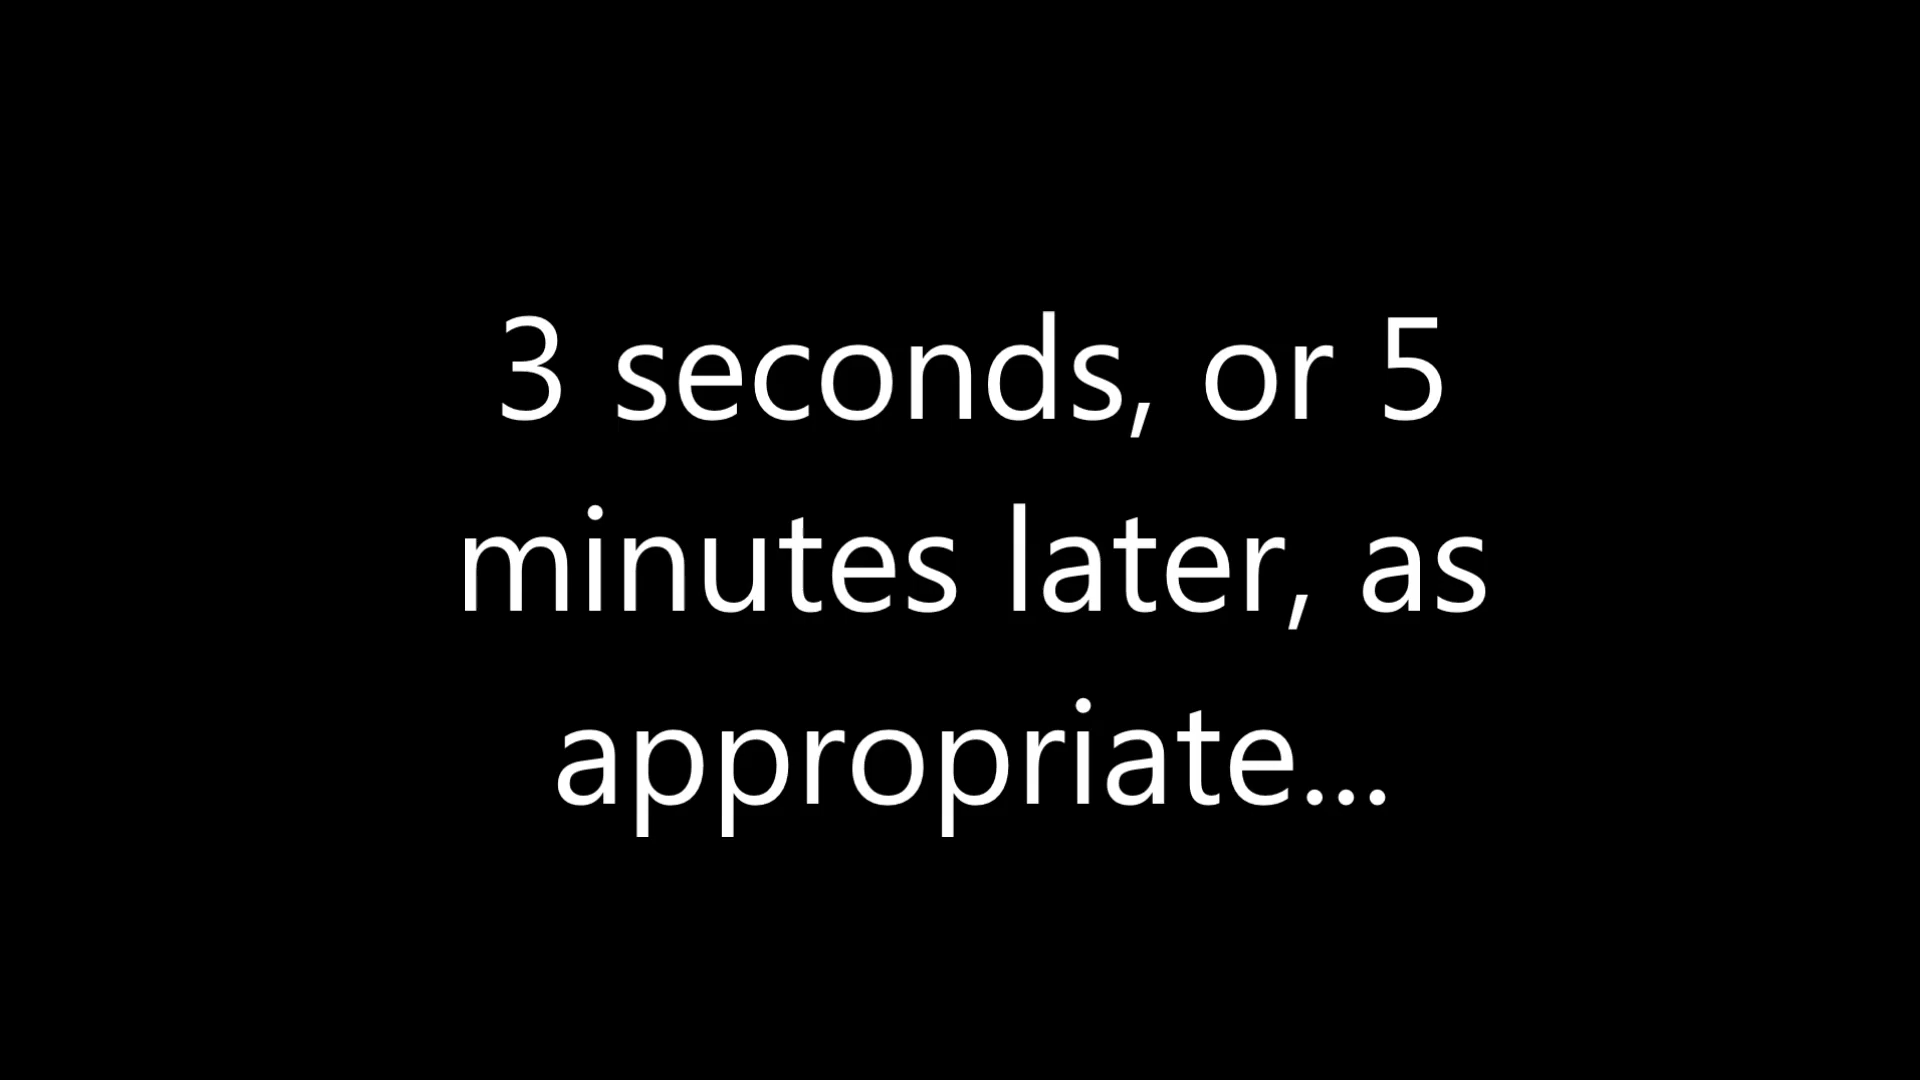 3 seconds, or 5
minutes later, as
appropriate...